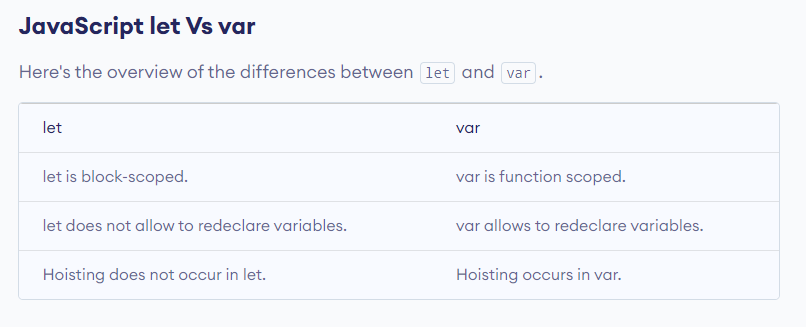 JavaScript let Vs var
Here's the overview of the differences between let and var .
let var
let is block-scoped. var is function scoped.
let does not allow to redeclare variables. var allows to redeclare variables.
Hoisting does not occur in let. Hoisting occurs in var.